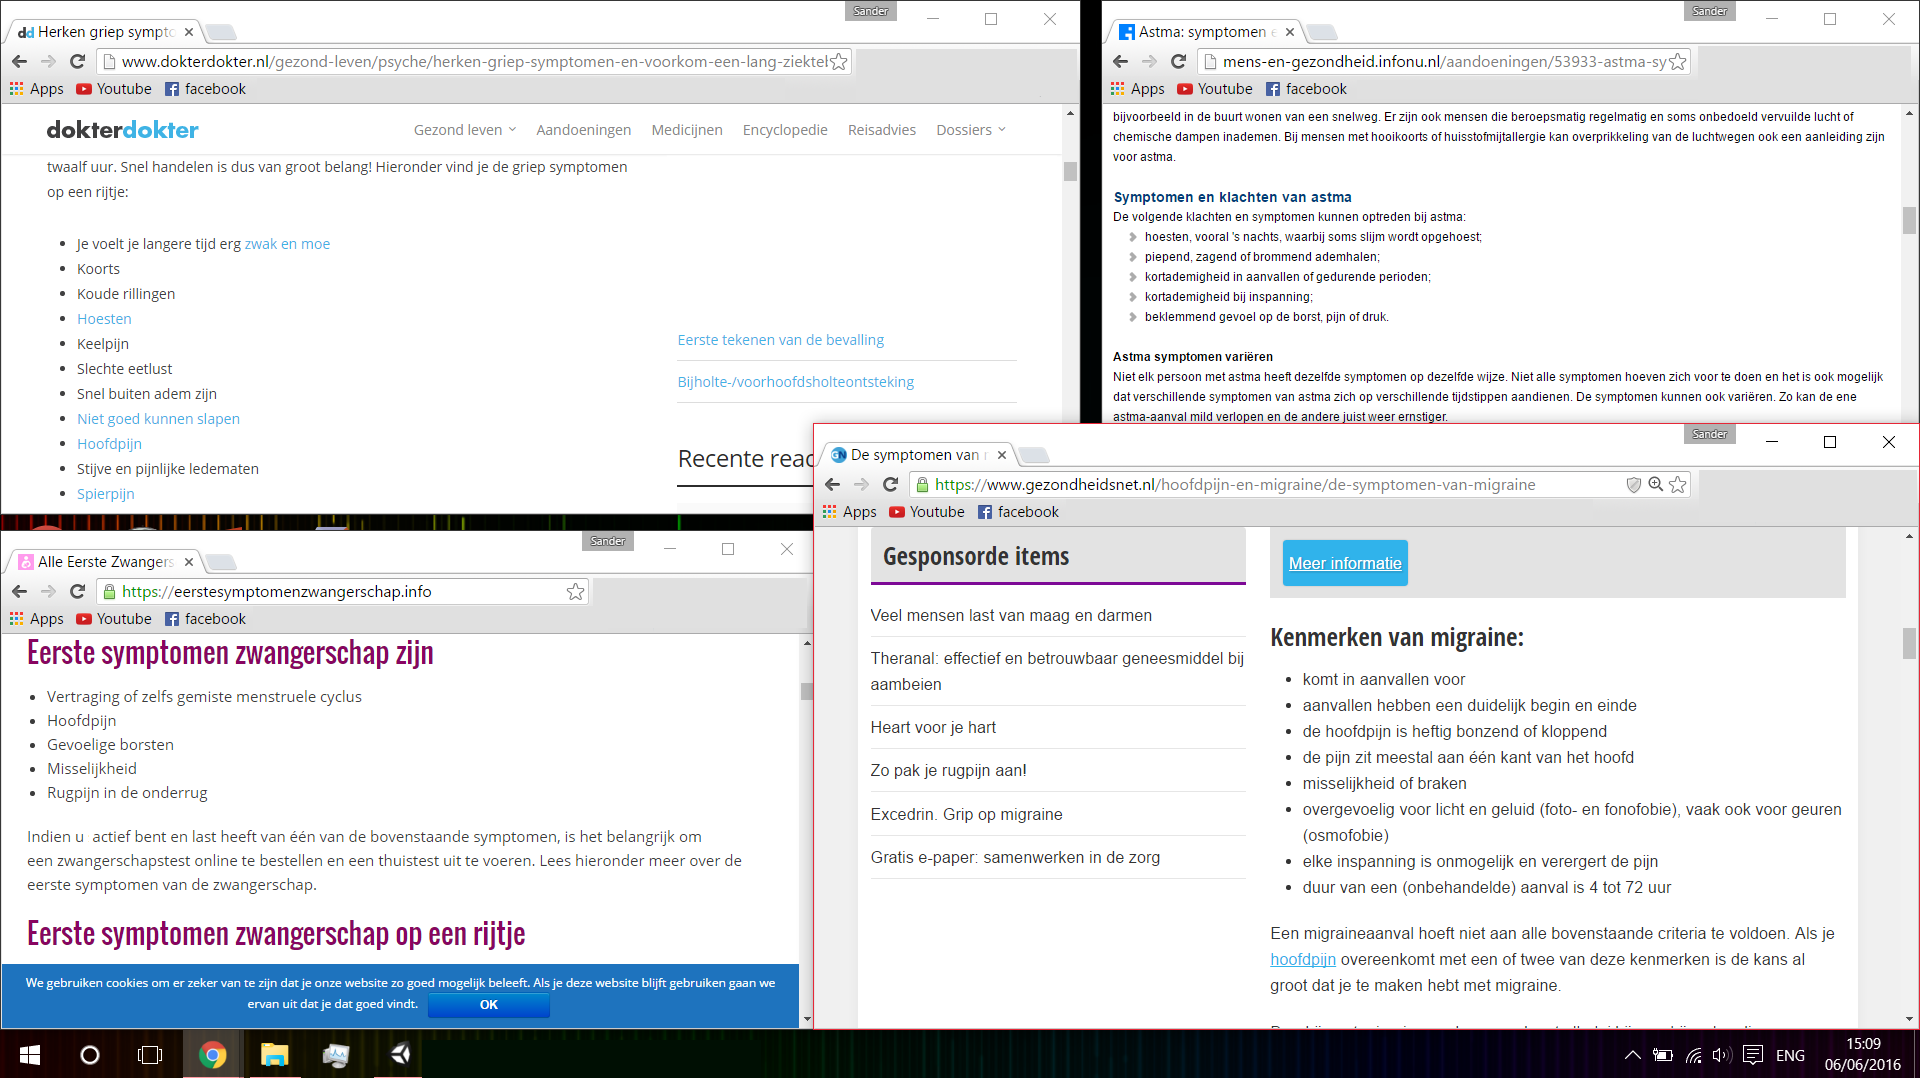 Sander
Herken griep sympto
www.dokterdokter.nl/gezond-leven/psyche/herken-griep-symptomen-en-voorkom-een-lang-ziektel
Apps Youtube facebook
dokterdokter
Gezond leven Aandoeningen Medicijnen Encyclopedie Reisadvies Dossiers
twaalf uur. Snel handelen is dus van groot belang! Hieronder vind je de griep symptomen
op een rijtje:
Je voelt je langere tijd erg zwak en moe
Koorts
Koude rillingen
Hoesten
Keelpijn
Slechte eetlust
Snel buiten adem zijn
Niet goed kunnen slapen
Hoofdpijn
Stijve en pijnlijke ledematen
Spierpijn
Eerste tekenen van de bevalling
Bijholte-/voorhoofdsholteontsteking
Recente reac
Sander
Astma: symptomen e
mens-en-gezondheid.infonu.nl/aandoeningen/53933-astma-sy
Apps Youtube facebook
bijvoorbeeld in de buurt wonen van een snelweg. Er zijn ook mensen die beroepsmatig regelmatig en soms onbedoeld vervuilde lucht of
chemische dampen inademen. Bij mensen met hooikoorts of huisstofmijtallergie kan overprikkeling van de luchtwegen ook een aanleiding zijn
voor astma.
Symptomen en klachten van astma
De volgende klachten en symptomen kunnen optreden bij astma:
hoesten, vooral 's nachts, waarbij soms slijm wordt opgehoest;
piepend, zagend of brommend ademhalen;
kortademigheid in aanvallen of gedurende perioden;
kortademigheid bij inspanning;
beklemmend gevoel op de borst, pijn of druk.
Astma symptomen variëren
Niet elk persoon met astma heeft dezelfde symptomen op dezelfde wijze. Niet alle symptomen hoeven zich voor te doen en het is ook mogelijk
dat verschillende symptomen van astma zich op verschillende tijdstippen aandienen. De symptomen kunnen ook variëren. Zo kan de ene
astma-aanval mild verlopen en de andere juist weer ernstiger.
Sander
Alle Eerste Zwangers
https://eerstesymptomenzwangerschap.info
Apps Youtube facebook
Eerste symptomen zwangerschap zijn
Vertraging of zelfs gemiste menstruele cyclus
Hoofdpijn
Gevoelige borsten
Misselijkheid
Rugpijn in de onderrug
Indien u actief bent en last heeft van één van de bovenstaande symptomen, is het belangrijk om
een zwangerschapstest online te bestellen en een thuistest uit te voeren. Lees hieronder meer over de
eerste symptomen van de zwangerschap.
Eerste symptomen zwangerschap op een rijtje
We gebruiken cookies om er zeker van te zijn dat je onze website zo goed mogelijk beleeft. Als je deze website blijft gebruiken gaan we
ervan uit dat je dat goed vindt. OK
Sander
GN De symptomen van
https://www.gezondheidsnet.nl/hoofdpijn-en-migraine/de-symptomen-van-migraine
Apps Youtube facebook
Gesponsorde items
Veel mensen last van maag en darmen
Theranal: effectief en betrouwbaar geneesmiddel bij
aambeien
Heart voor je hart
Zo pak je rugpijn aan!
Excedrin. Grip op migraine
Gratis e-paper: samenwerken in de zorg
Meer informatie
Kenmerken van migraine:
komt in aanvallen voor
aanvallen hebben een duidelijk begin en einde
de hoofdpijn is heftig bonzend of kloppend
de pijn zit meestal aan één kant van het hoofd
misselijkheid of braken
overgevoelig voor licht en geluid (foto- en fonofobie), vaak ook voor geuren
(osmofobie)
elke inspanning is onmogelijk en verergert de pijn
duur van een (onbehandelde) aanval is 4 tot 72 uur
Een migraineaanval hoeft niet aan alle bovenstaande criteria te voldoen. Als je
hoofdpijn overeenkomt met een of twee van deze kenmerken is de kans al
groot dat je te maken hebt met migraine.
ENG
15:09
06/06/2016